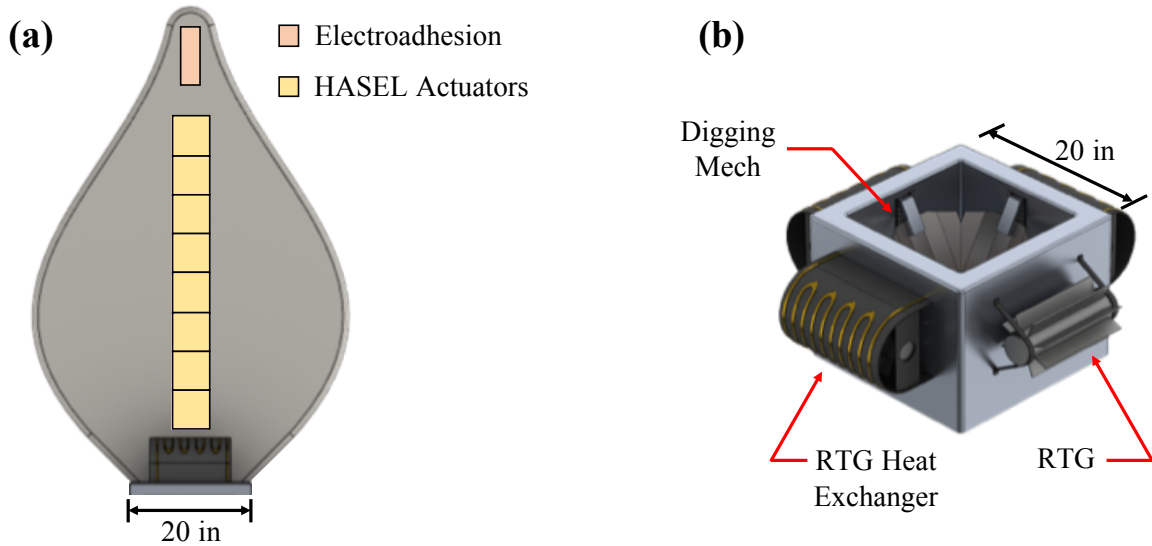 (a)
Electroadhesion
HASEL Actuators
20 in
(b)
Digging
Mech
20 in
RTG Heat
Exchanger
RTG